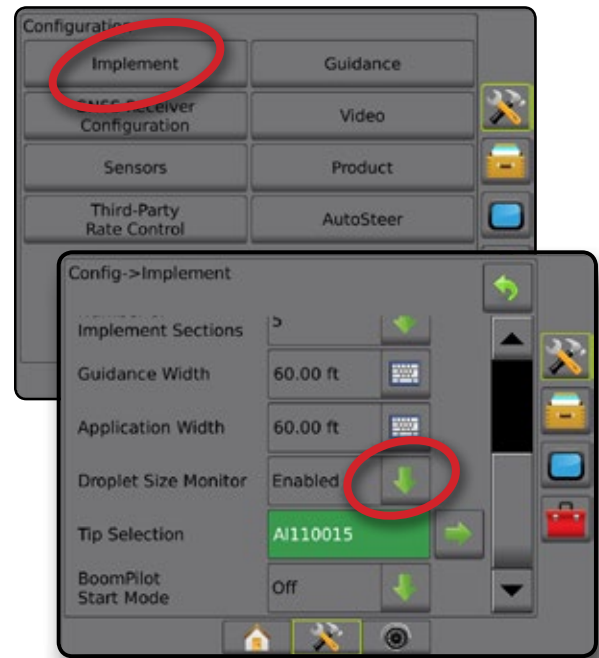 Configuration
Implement
Guidance
Receiver
Configuration
Video
Sensors
Product
Third-Party
Rate Control
AutoSteer
Config->Implement
Implement Sections
5
Guidance Width
60.00 ft
Application Width
60.00 ft
Droplet Size Monitor
Enabled
Tip Selection
AI110015
BoomPilot
Start Mode
Off